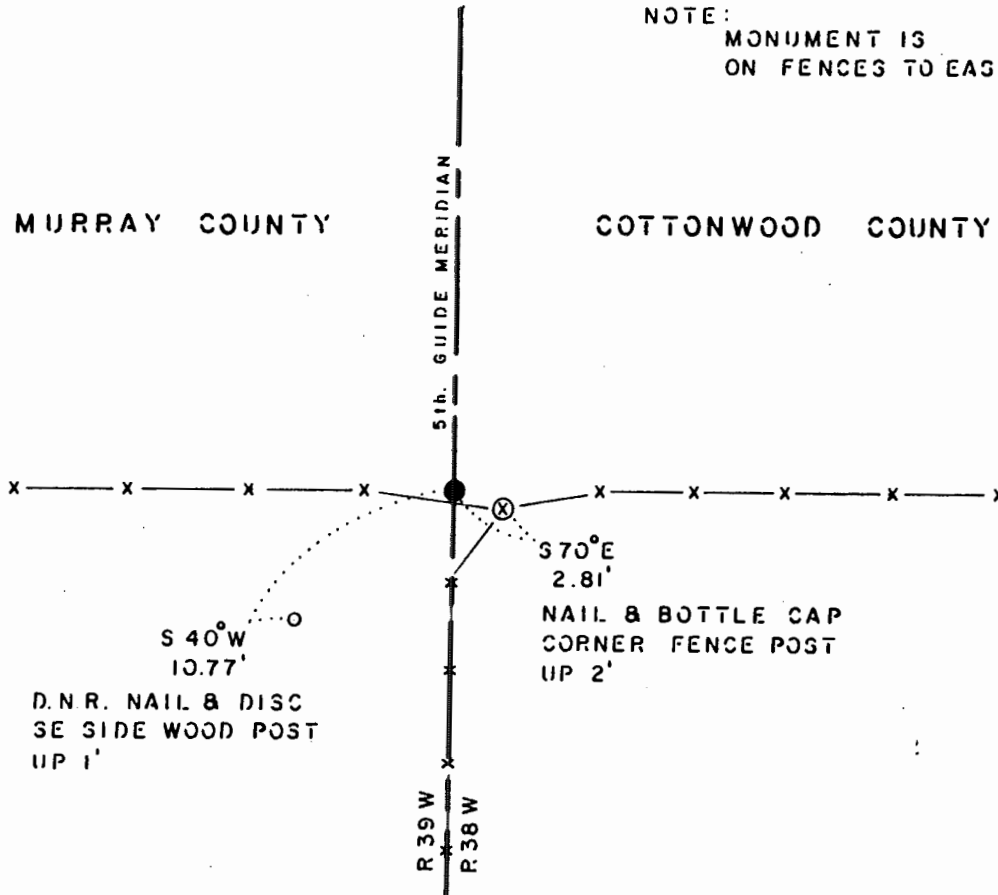 NOTE:
MONUMENT IS
ON FENCES TO EAS
MURRAY COUNTY
5th. GUIDE MERIDIAN
COTTONWOOD COUNTY
S 70°E
2.81'
NAIL & BOTTLE CAP
CORNER FENCE POST
UP 2'
S 40°W
10.77'
D.N.R. NAIL & DISC
SE SIDE WOOD POST
UP 1'
R 39 W
R 38 W